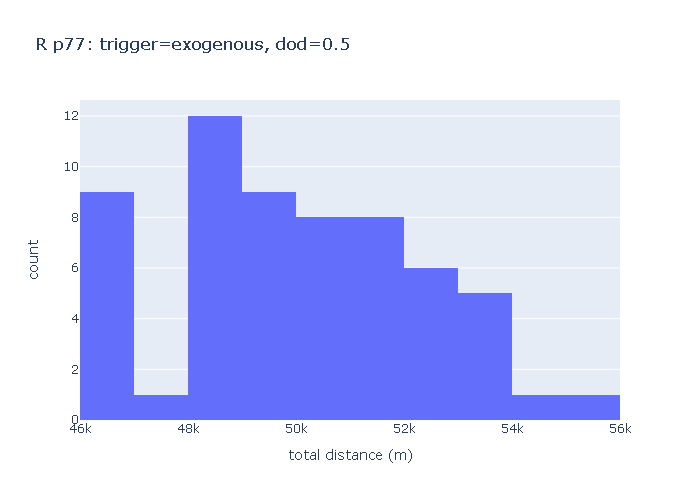 R p77: trigger=exogenous, dod=0.5
12
10
8
6
4
2
0
count
46k 48k 50k 52k 54k 56k
total distance (m)